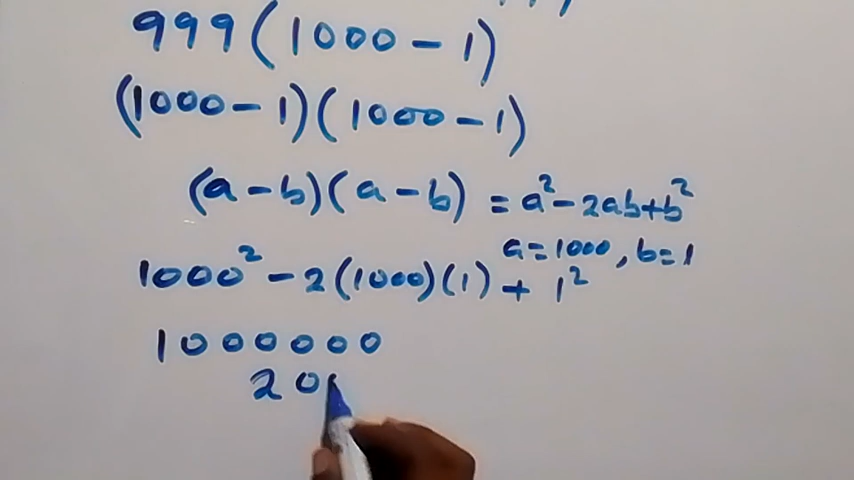 999(1000-1)
(1000-1)(1000-1)
(a-b)(a-b) = a²-2ab+b²
a=1000, b=1
1000² - 2(1000)(1) + 1²
1000000
20